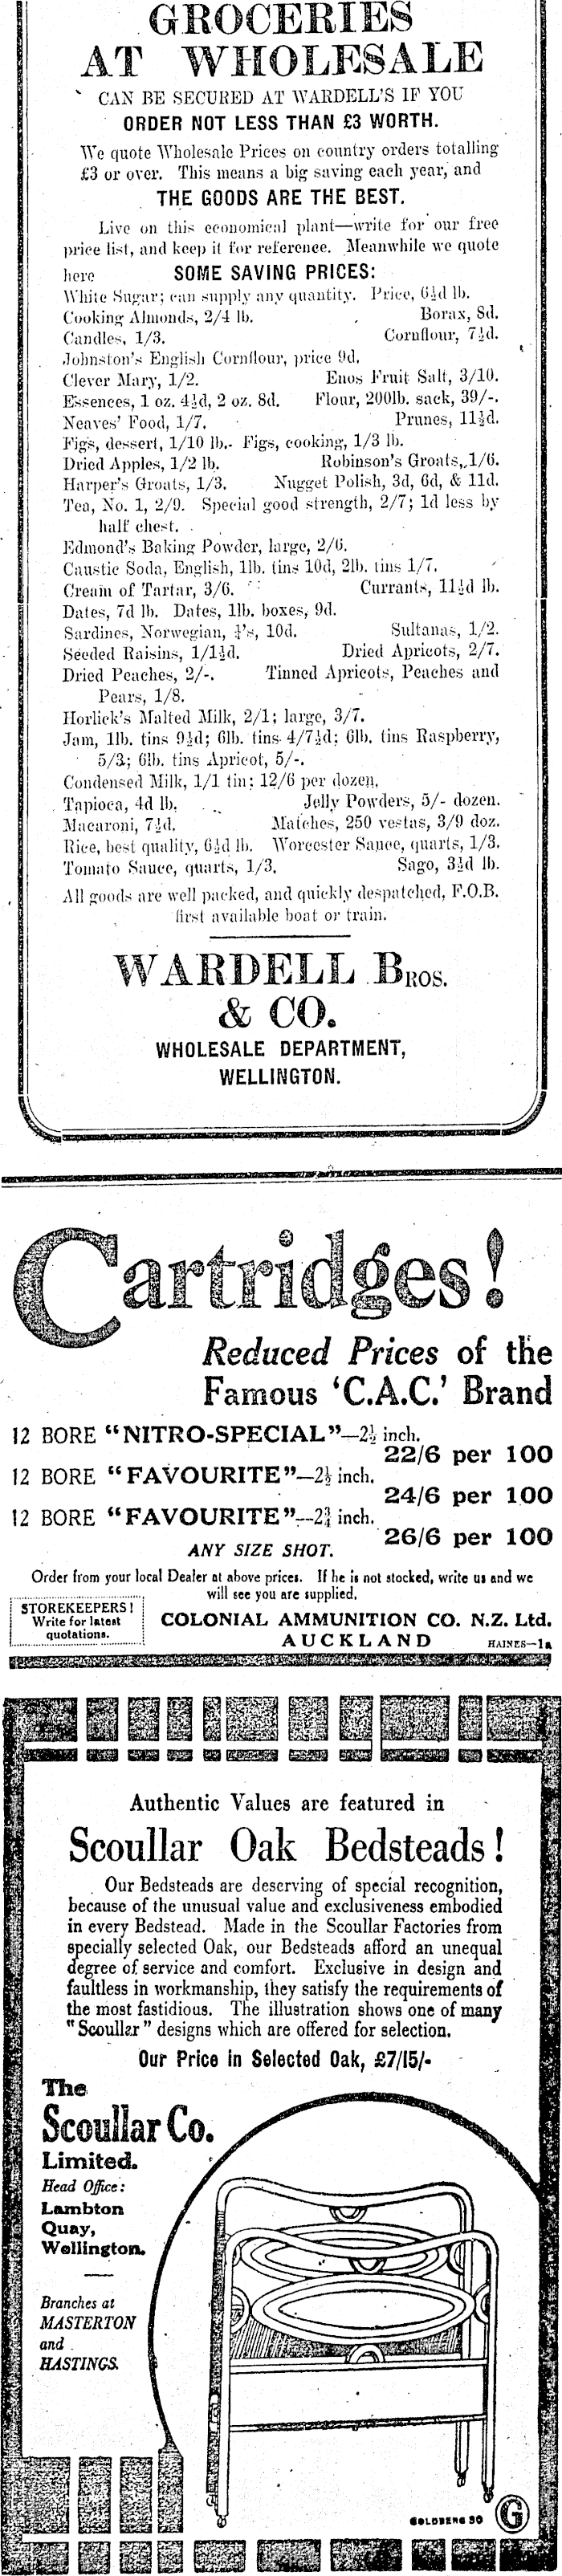 GROCERIES
AT WHOLESALE
CAN BE SECURED AT WARDELL'S IF YOU
ORDER NOT LESS THAN £3 WORTH.
We quote Wholesale Prices on country orders totalling
£3 or over. This means a big saving each year, and
THE GOODS ARE THE BEST.
Live on this economical plant—write for our free
price list, and keep it for reference. Meanwhile we quote
here SOME SAVING PRICES:
White Sugar; can supply any quantity. Price, 6½d lb.
Cooking Almonds, 2/4 lb. Borax, 8d.
Candles, 1/3. Cornflour, 7½d.
Johnston's English Cornflour, price 9d.
Clever Mary, 1/2. Enos Fruit Salt, 3/10.
Essences, 1 oz. 4½d, 2 oz. 8d. Flour, 200lb. sack, 39/-.
Neaves' Food, 1/7. Prunes, 11½d.
Figs, dessert, 1/10 lb.. Figs, cooking, 1/3 lb.
Dried Apples, 1/2 lb. Robinson's Groats, 1/6.
Harper's Groats, 1/3. Nugget Polish, 3d, 6d, & 11d.
Tea, No. 1, 2/9. Special good strength, 2/7; 1d less by
half chest.
Edmond's Baking Powder, large, 2/6.
Caustic Soda, English, 1lb. tins 10d, 2lb. tins 1/7.
Cream of Tartar, 3/6. Currants, 11½d lb.
Dates, 7d lb. Dates, 1lb. boxes, 9d.
Sardines, Norwegian, ¼'s, 10d. Sultanas, 1/2.
Seeded Raisins, 1/1½d. Dried Apricots, 2/7.
Dried Peaches, 2/-. Tinned Apricots, Peaches and
Pears, 1/8.
Horlick's Malted Milk, 2/1; large, 3/7.
Jam, 1lb. tins 9½d; 6lb. tins 4/7½d; 6lb. tins Raspberry,
5/3; 6lb. tins Apricot, 5/-.
Condensed Milk, 1/1 tin; 12/6 per dozen.
Tapioca, 4d lb. Jelly Powders, 5/- dozen.
Macaroni, 7½d. Matches, 250 vestas, 3/9 doz.
Rice, best quality, 6½d lb. Worcester Sauce, quarts, 1/3.
Tomato Sauce, quarts, 1/3. Sago, 3½d lb.
All goods are well packed, and quickly despatched, F.O.B.
first available boat or train.
WARDELL BROS.
& CO.
WHOLESALE DEPARTMENT,
WELLINGTON.
Cartridges!
Reduced Prices of the
Famous 'C.A.C.' Brand
12 BORE "NITRO-SPECIAL"—2½ inch.
22/6 per 100
12 BORE "FAVOURITE"—2½ inch.
24/6 per 100
12 BORE "FAVOURITE"—2¾ inch.
26/6 per 100
ANY SIZE SHOT.
Order from your local Dealer at above prices. If he is not stocked, write us and we
will see you are supplied.
STOREKEEPERS!
Write for latest
quotations.
COLONIAL AMMUNITION CO. N.Z. Ltd.
AUCKLAND HAINES—1a
Authentic Values are featured in
Scoullar Oak Bedsteads!
Our Bedsteads are deserving of special recognition,
because of the unusual value and exclusiveness embodied
in every Bedstead. Made in the Scoullar Factories from
specially selected Oak, our Bedsteads afford an unequal
degree of service and comfort. Exclusive in design and
faultless in workmanship, they satisfy the requirements of
the most fastidious. The illustration shows one of many
"Scoullar" designs which are offered for selection.
Our Price in Selected Oak, £7/15/-
The
Scoullar Co.
Limited.
Head Office:
Lambton
Quay,
Wellington.
Branches at
MASTERTON
and
HASTINGS.
GOLDBERG 30 G